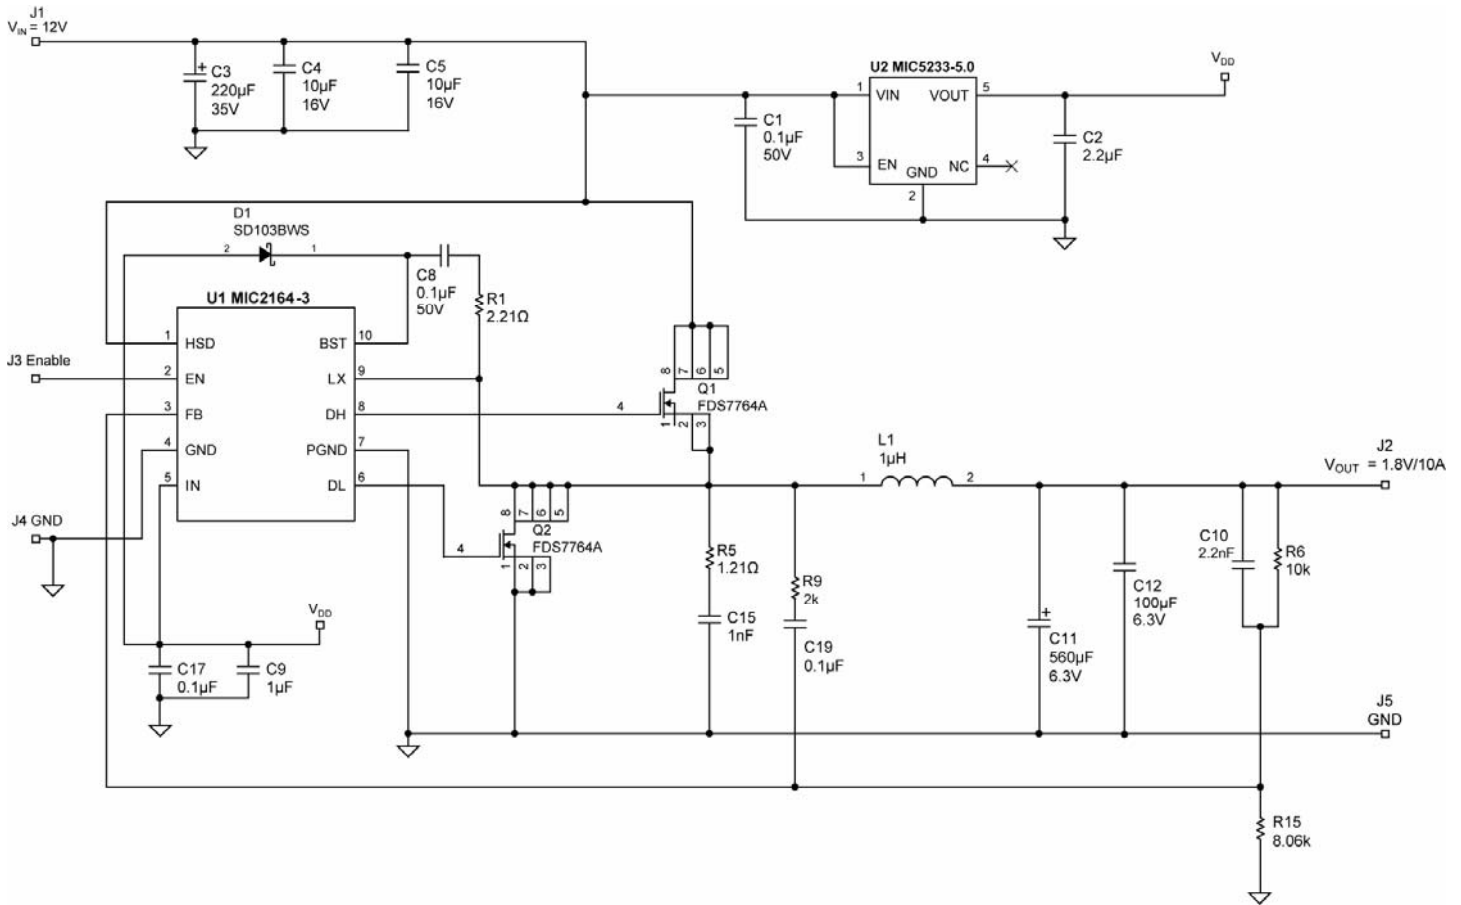 J1
VIN = 12V
+
C3
220µF
35V
C4
10µF
16V
C5
10µF
16V
U2 MIC5233-5.0
1
VIN
VOUT
5
VDD
C1
0.1µF
50V
3
EN
GND
NC
4
2
C2
2.2µF
D1
SD103BWS
2
1
C8
0.1µF
50V
R1
2.21Ω
U1 MIC2164-3
1
HSD
BST
10
J3 Enable
2
EN
LX
9
3
FB
DH
8
4
GND
PGND
7
5
IN
DL
6
J4 GND
8
7
6
5
Q1
FDS7764A
4
1
2
3
8
7
6
5
Q2
FDS7764A
4
1
2
3
L1
1µH
1
2
J2
VOUT = 1.8V/10A
R5
1.21Ω
C15
1nF
R9
2k
C19
0.1µF
+
C11
560µF
6.3V
C12
100µF
6.3V
C10
2.2nF
R6
10k
VDD
C17
0.1µF
C9
1µF
J5
GND
R15
8.06k